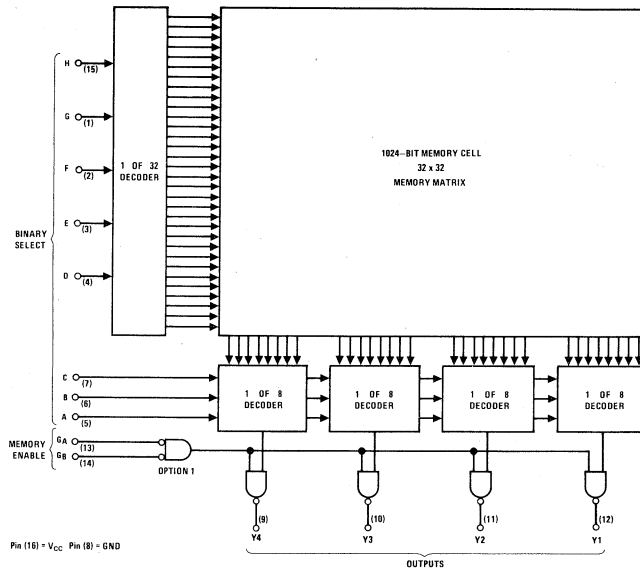 H (15)
G (1)
F (2)
E (3)
D (4)
1 OF 32
DECODER
1024-BIT MEMORY CELL
32 x 32
MEMORY MATRIX
BINARY
SELECT
C (7)
B (6)
A (5)
1 OF 8
DECODER
1 OF 8
DECODER
1 OF 8
DECODER
1 OF 8
DECODER
MEMORY
ENABLE
GA (13)
GB (14)
OPTION 1
(9)
(10)
(11)
(12)
Y4
Y3
Y2
Y1
Pin (16) = VCC Pin (8) = GND
OUTPUTS